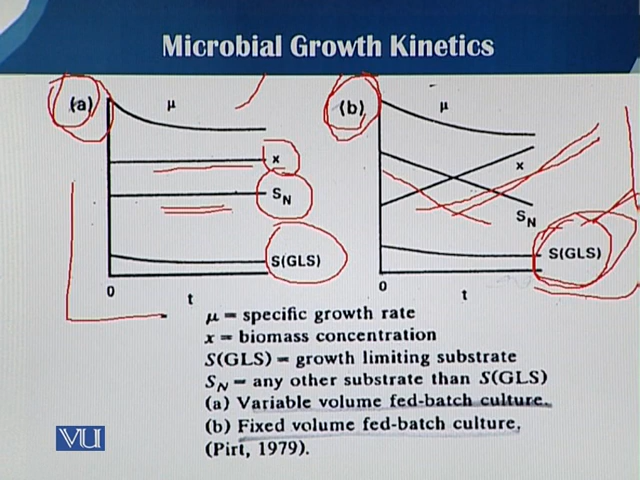 Microbial Growth Kinetics
(a)
μ
x
S_N
S(GLS)
0
t
(b)
μ
x
S_N
S(GLS)
0
t
μ = specific growth rate
x = biomass concentration
S(GLS) = growth limiting substrate
S_N = any other substrate than S(GLS)
(a) Variable volume fed-batch culture.
(b) Fixed volume fed-batch culture.
(Pirt, 1979).
VU